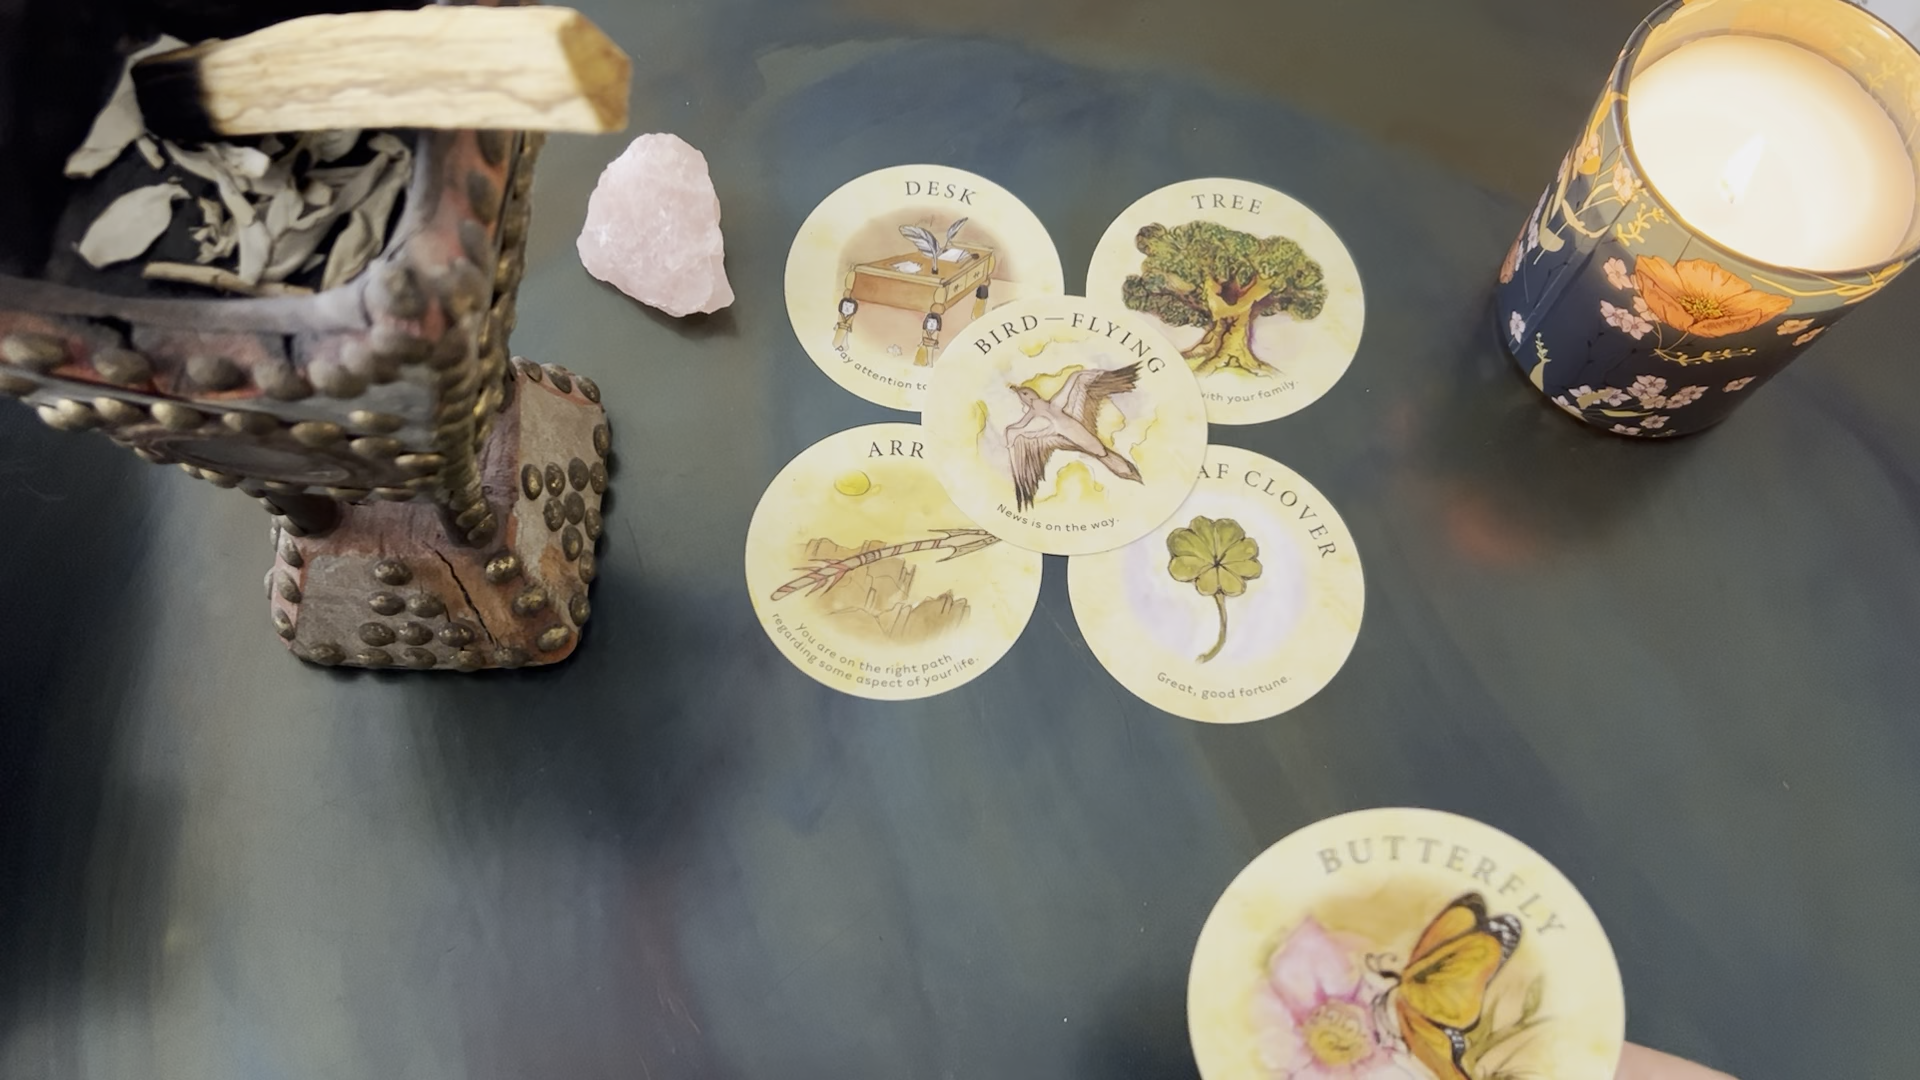 DESK
Pay attention to
TREE
with your family.
BIRD—FLYING
News is on the way.
ARR
You are on the right path
regarding some aspect of your life.
AF CLOVER
Great, good fortune.
BUTTERFLY